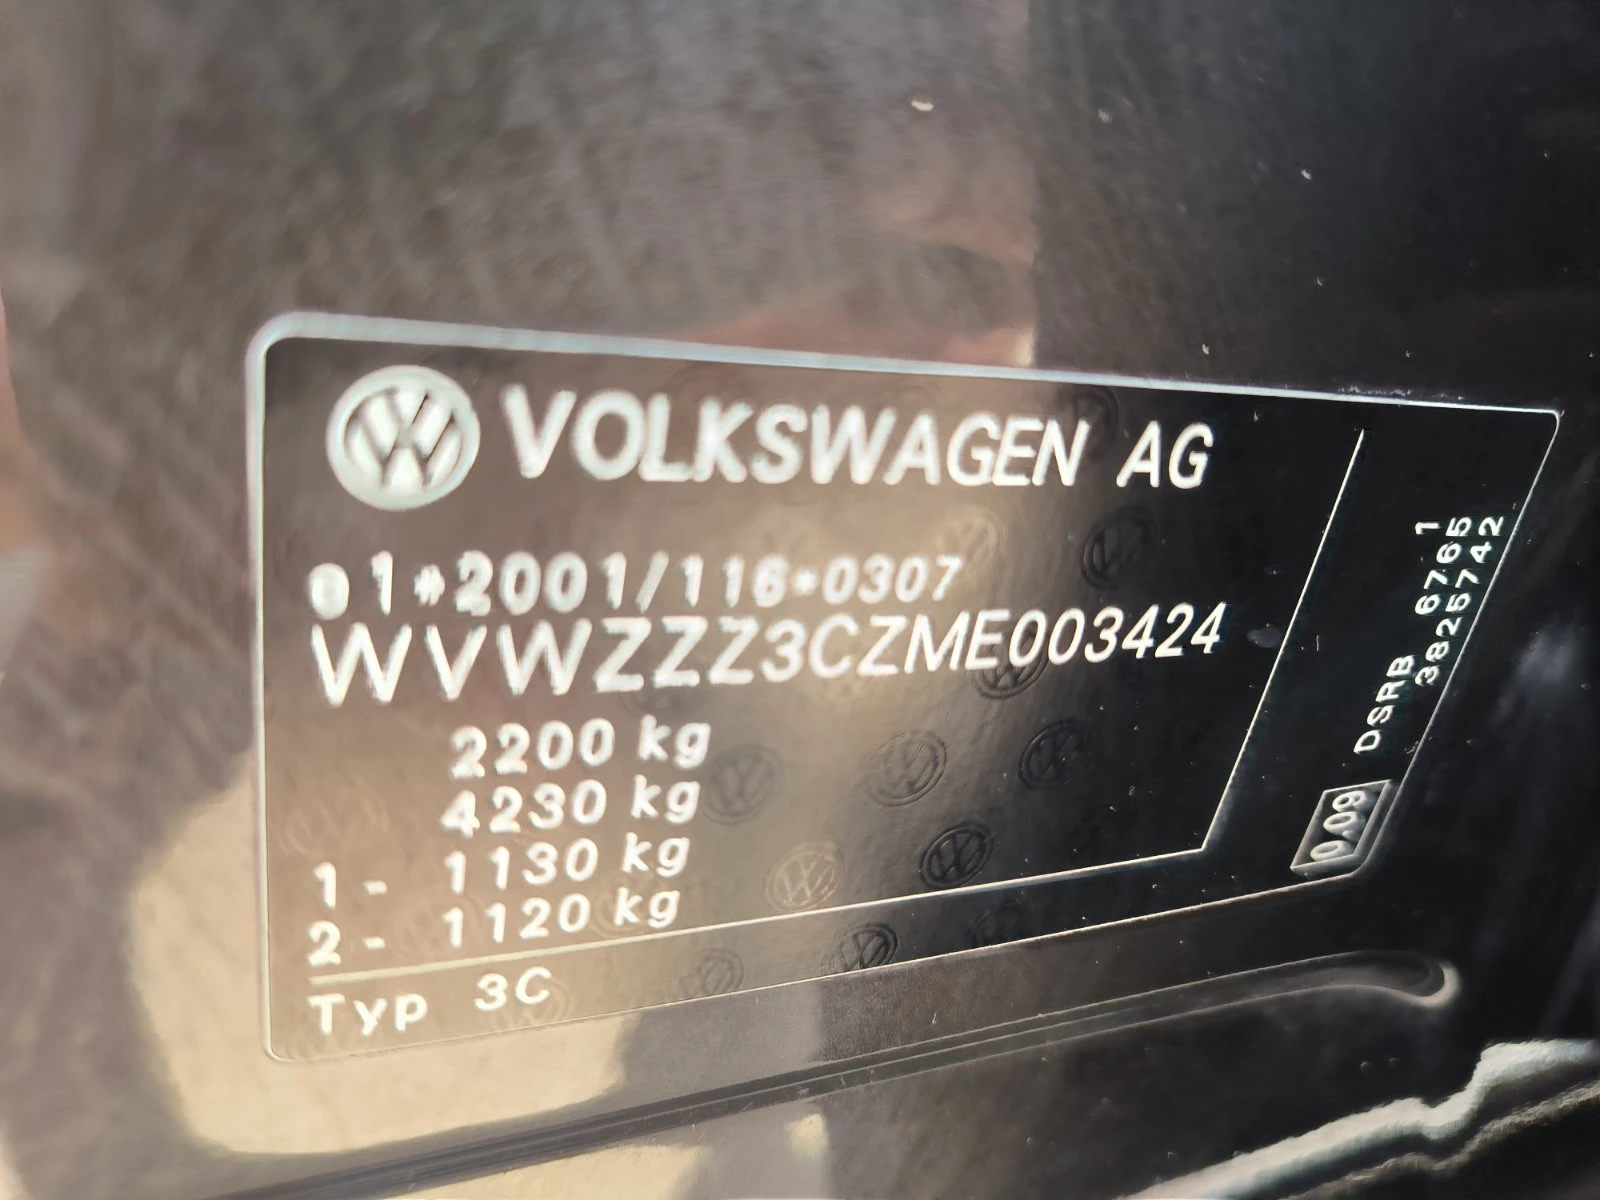 VOLKSWAGEN AG
e1*2001/116*0307
WVWZZZ3CZME003424
2200 kg
4230 kg
1 - 1130 kg
2 - 1120 kg
Typ 3C
0.09 DSRB 6765 1
3825742